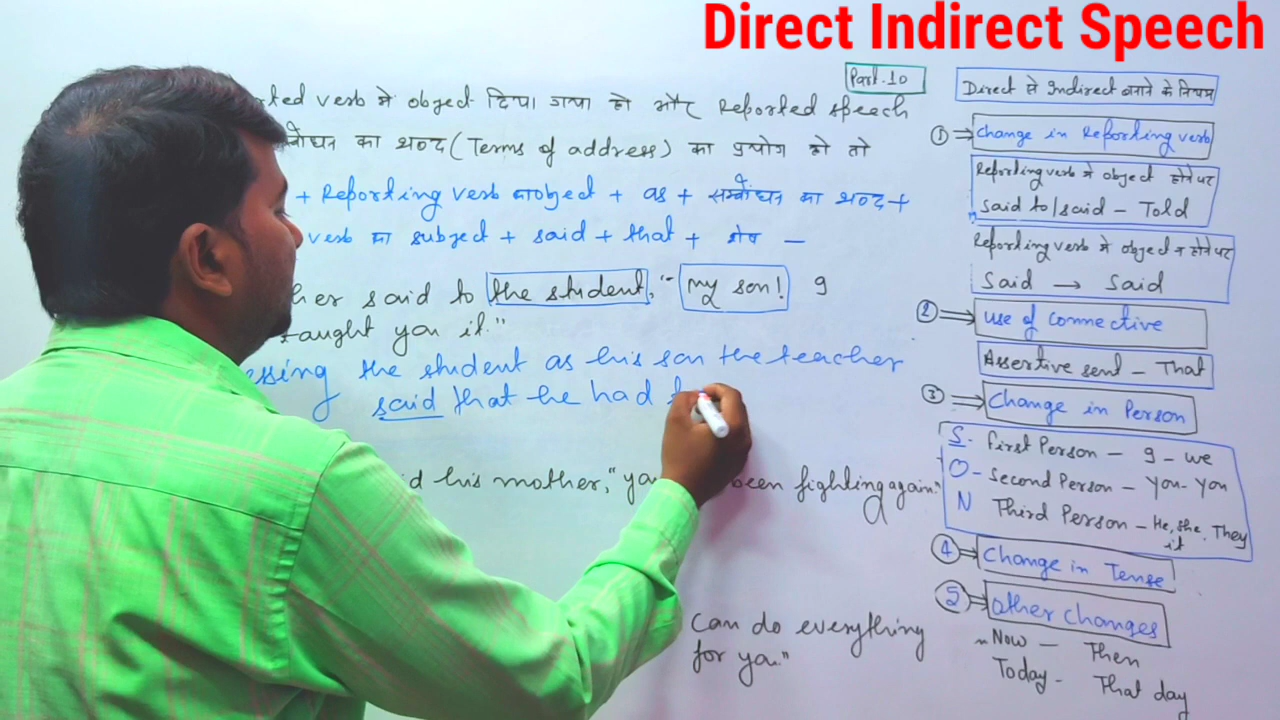 Direct Indirect Speech
Part-10
rted verb में object दिया गया हो और Reported speech
का शब्द (Terms of address) का प्रयोग हो तो
+ Reporting verb का object + as + सम्बोधन का शब्द +
verb का subject + said + that + शेष –
her said to the student, "my son! I
taught you it."
essing the student as his son the teacher
said that he had
d his mother, "you been fighting again."
can do everything
for you."
Direct से Indirect बनाने के नियम
1 ⇒ Change in Reporting verb
Reporting verb में object होने पर
Said to/said – Told
Reporting verb में object न होने पर
Said → Said
2 ⇒ use of connective
Assertive sent – That
3 ⇒ Change in Person
S - First Person – I – we
O - Second Person – You - You
N Third Person – He, She, They
it
4 ⇒ Change in Tense
5 ⇒ other changes
Now – Then
Today - That day